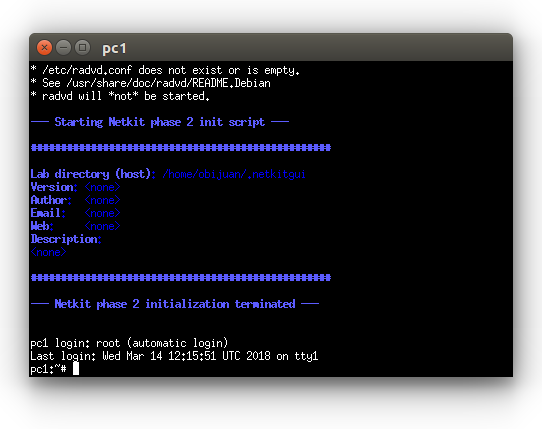 pc1
* /etc/radvd.conf does not exist or is empty.
* See /usr/share/doc/radvd/README.Debian
* radvd will *not* be started.
--- Starting Netkit phase 2 init script ---
##################################################
Lab directory (host): /home/obijuan/.netkitgui
Version: <none>
Author: <none>
Email: <none>
Web: <none>
Description:
<none>
##################################################
--- Netkit phase 2 initialization terminated ---
pc1 login: root (automatic login)
Last login: Wed Mar 14 12:15:51 UTC 2018 on tty1
pc1:~#